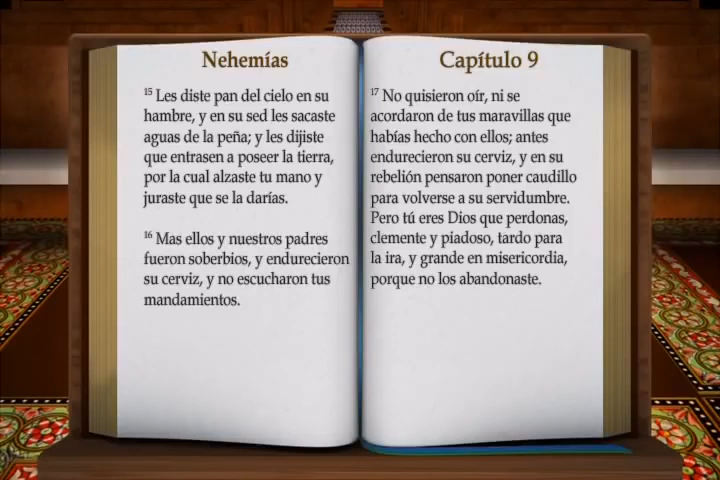 Nehemías
15 Les diste pan del cielo en su
hambre, y en su sed les sacaste
aguas de la peña; y les dijiste
que entrasen a poseer la tierra,
por la cual alzaste tu mano y
juraste que se la darías.
16 Mas ellos y nuestros padres
fueron soberbios, y endurecieron
su cerviz, y no escucharon tus
mandamientos.
Capítulo 9
17 No quisieron oír, ni se
acordaron de tus maravillas que
habías hecho con ellos; antes
endurecieron su cerviz, y en su
rebelión pensaron poner caudillo
para volverse a su servidumbre.
Pero tú eres Dios que perdonas,
clemente y piadoso, tardo para
la ira, y grande en misericordia,
porque no los abandonaste.